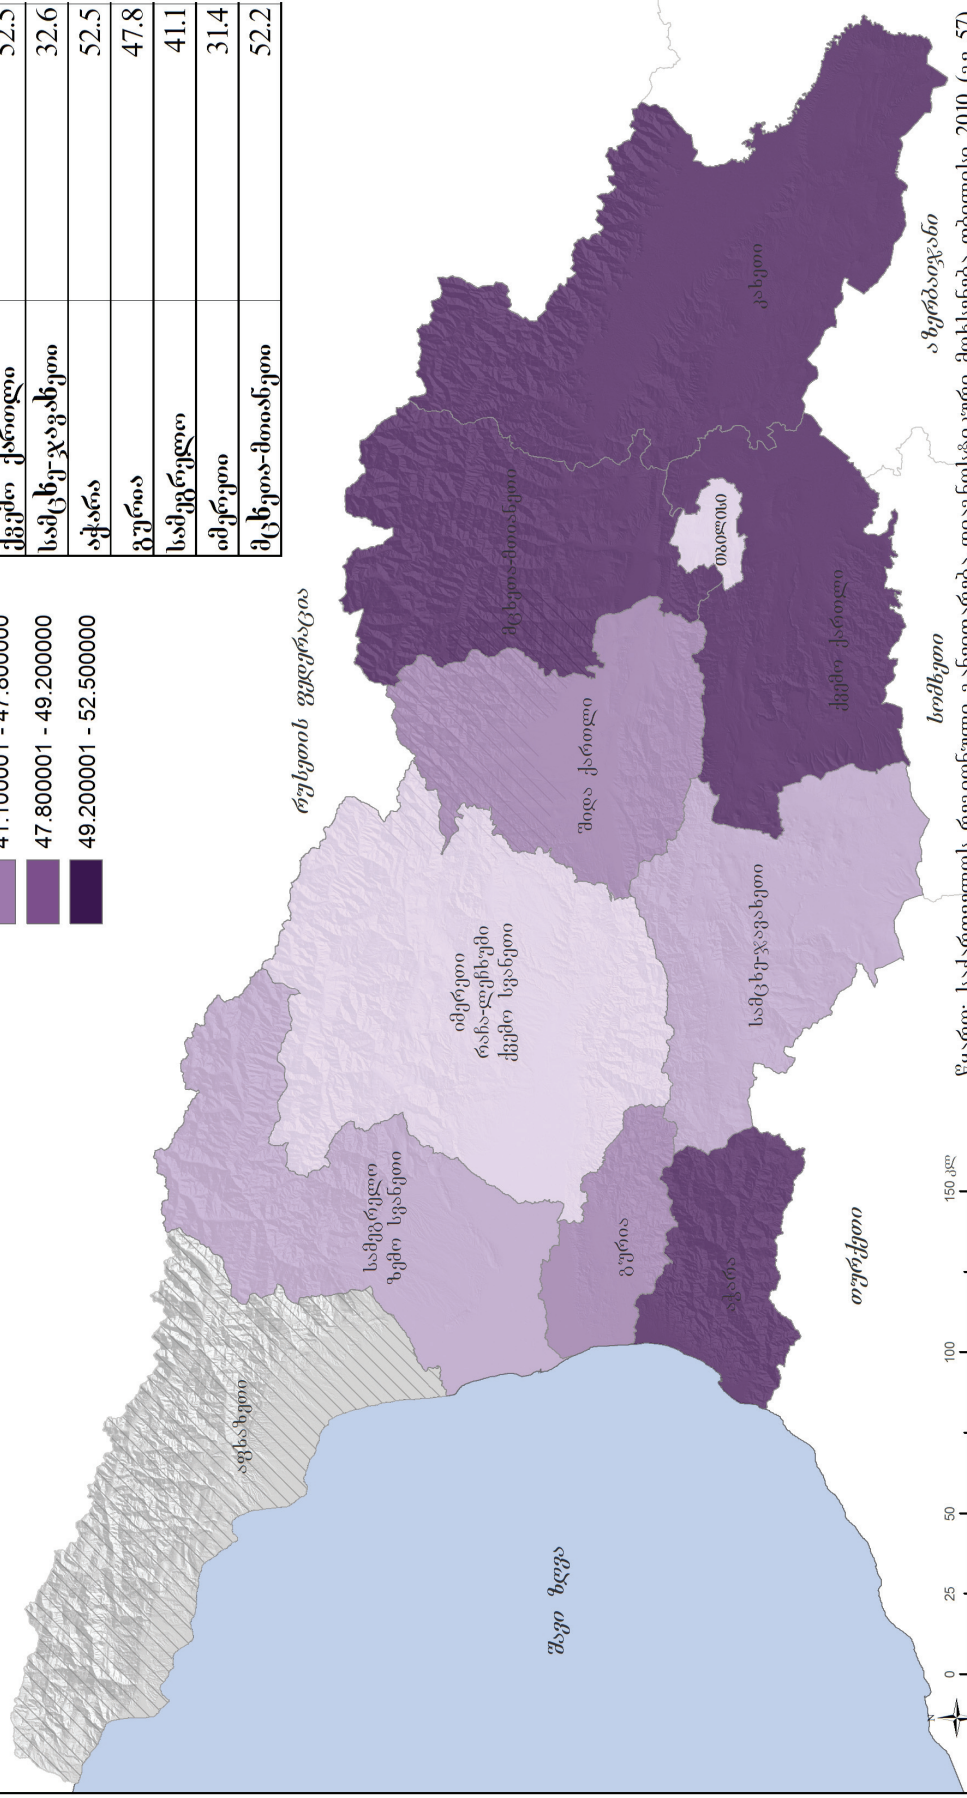 ქვემო ქართლი 52.5
სამცხე-ჯავახეთი 32.6
აჭარა 52.5
გურია 47.8
სამეგრელო 41.1
იმერეთი 31.4
მცხეთა-მთიანეთი 52.2
41.100001 - 47.800000
47.800001 - 49.200000
49.200001 - 52.500000
რუსეთის ფედერაცია
აფხაზეთი
სამეგრელო
ზემო სვანეთი
იმერეთი
რაჭა-ლეჩხუმი
ქვემო სვანეთი
მცხეთა-მთიანეთი
შიდა ქართლი
შავი ზღვა
გურია
თბილისი
აჭარა
სამცხე-ჯავახეთი
კახეთი
ქვემო ქართლი
თურქეთი
სომხეთი
აზერბაიჯანი
N
0 25 50 100 150 კმ